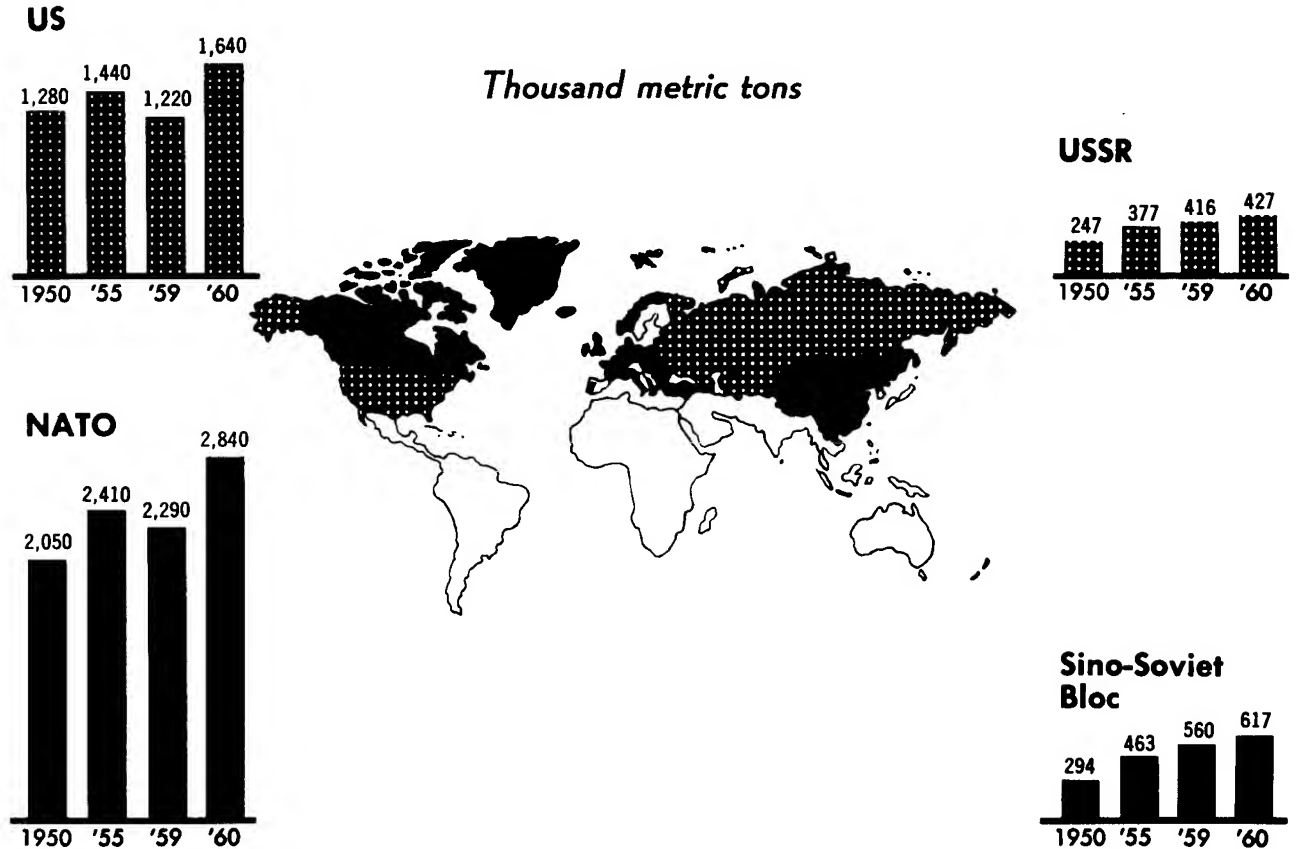 US
1,280
1,440
1,220
1,640
1950 '55 '59 '60
Thousand metric tons
USSR
247
377
416
427
1950 '55 '59 '60
NATO
2,050
2,410
2,290
2,840
1950 '55 '59 '60
Sino-Soviet
Bloc
294
463
560
617
1950 '55 '59 '60